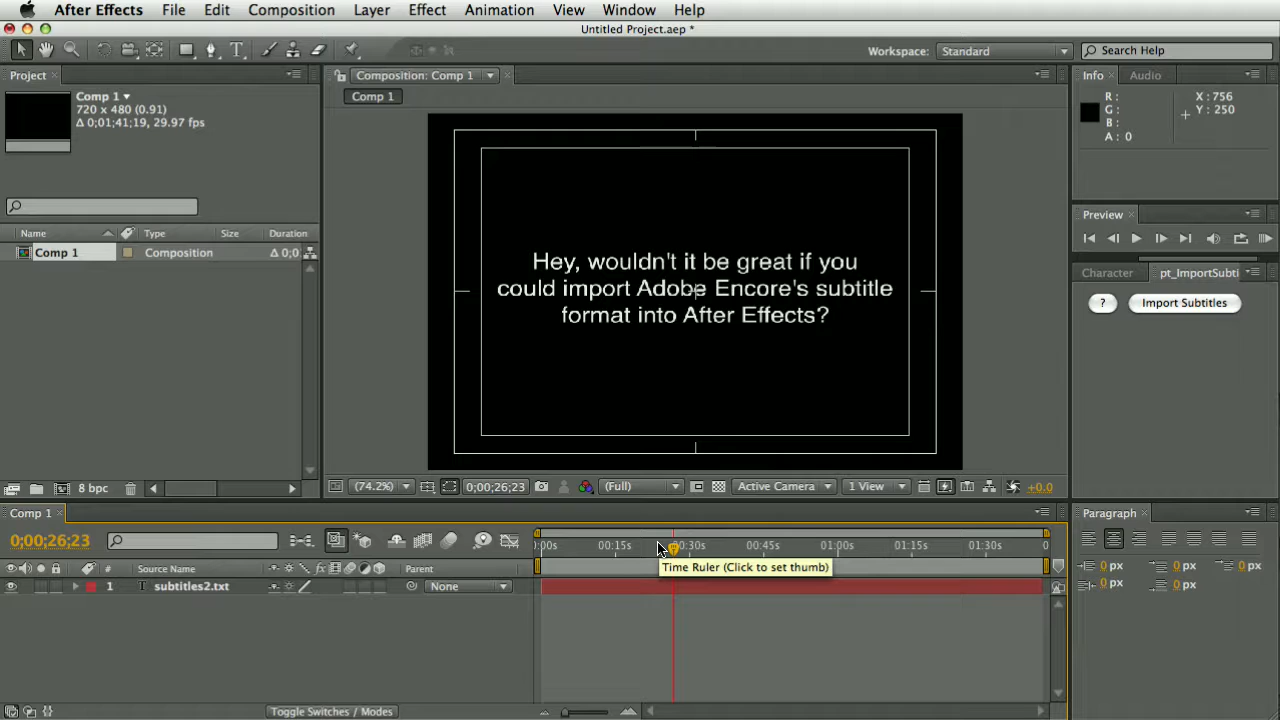 After Effects File Edit Composition Layer Effect Animation View Window Help
Untitled Project.aep *
Workspace: Standard Search Help
Project
Comp 1
720 x 480 (0.91)
Δ 0;01;41;19, 29.97 fps
Name Type Size Duration
Comp 1 Composition Δ 0;0
8 bpc
Composition: Comp 1
Comp 1
Hey, wouldn't it be great if you
could import Adobe Encore's subtitle
format into After Effects?
(74.2%) 0;00;26;23 (Full) Active Camera 1 View +0.0
Info Audio
R : X : 756
G : Y : 250
B :
A : 0
Preview
Character pt_ImportSubti
? Import Subtitles
Comp 1
0;00;26;23
:00s 00:15s 00:30s 00:45s 01:00s 01:15s 01:30s 0
Time Ruler (Click to set thumb)
# Source Name Parent
1 T subtitles2.txt None
Toggle Switches / Modes
Paragraph
0 px 0 px 0 px
0 px 0 px